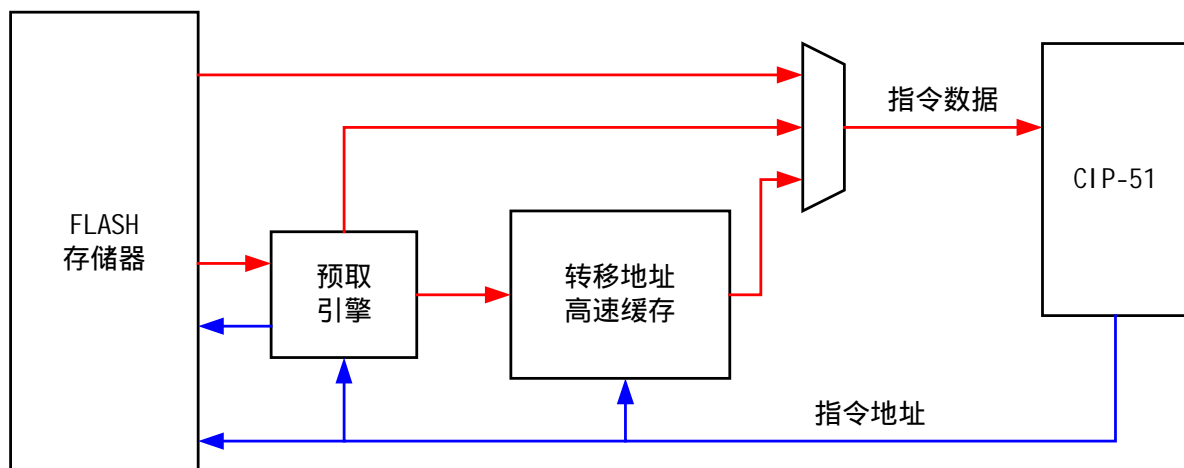 指令数据
CIP-51
FLASH
存储器
预取
引擎
转移地址
高速缓存
指令地址